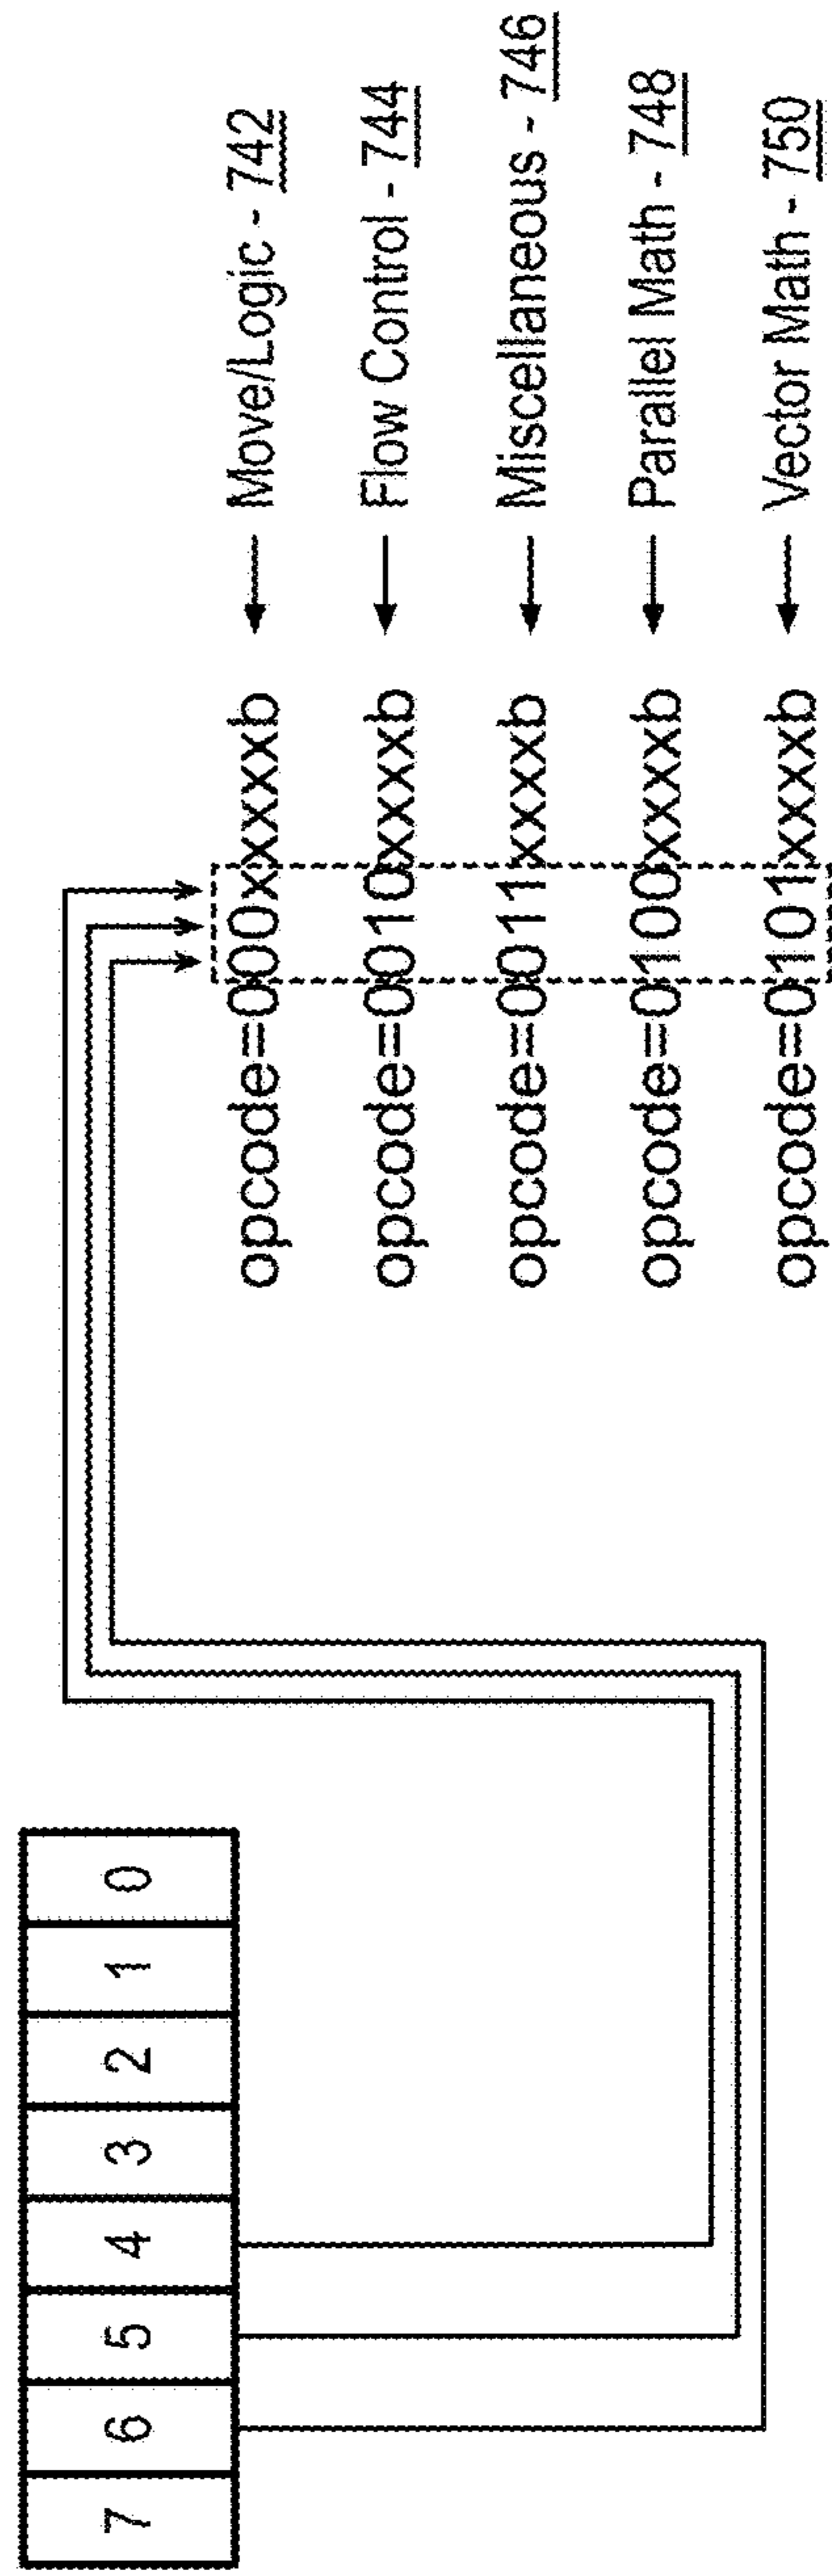 7 6 5 4 3 2 1 0
opcode=000xxxxxb ← Move/Logic - 742
opcode=0010xxxxb ← Flow Control - 744
opcode=0011xxxxb ← Miscellaneous - 746
opcode=0100xxxxb ← Parallel Math - 748
opcode=0101xxxxb ← Vector Math - 750